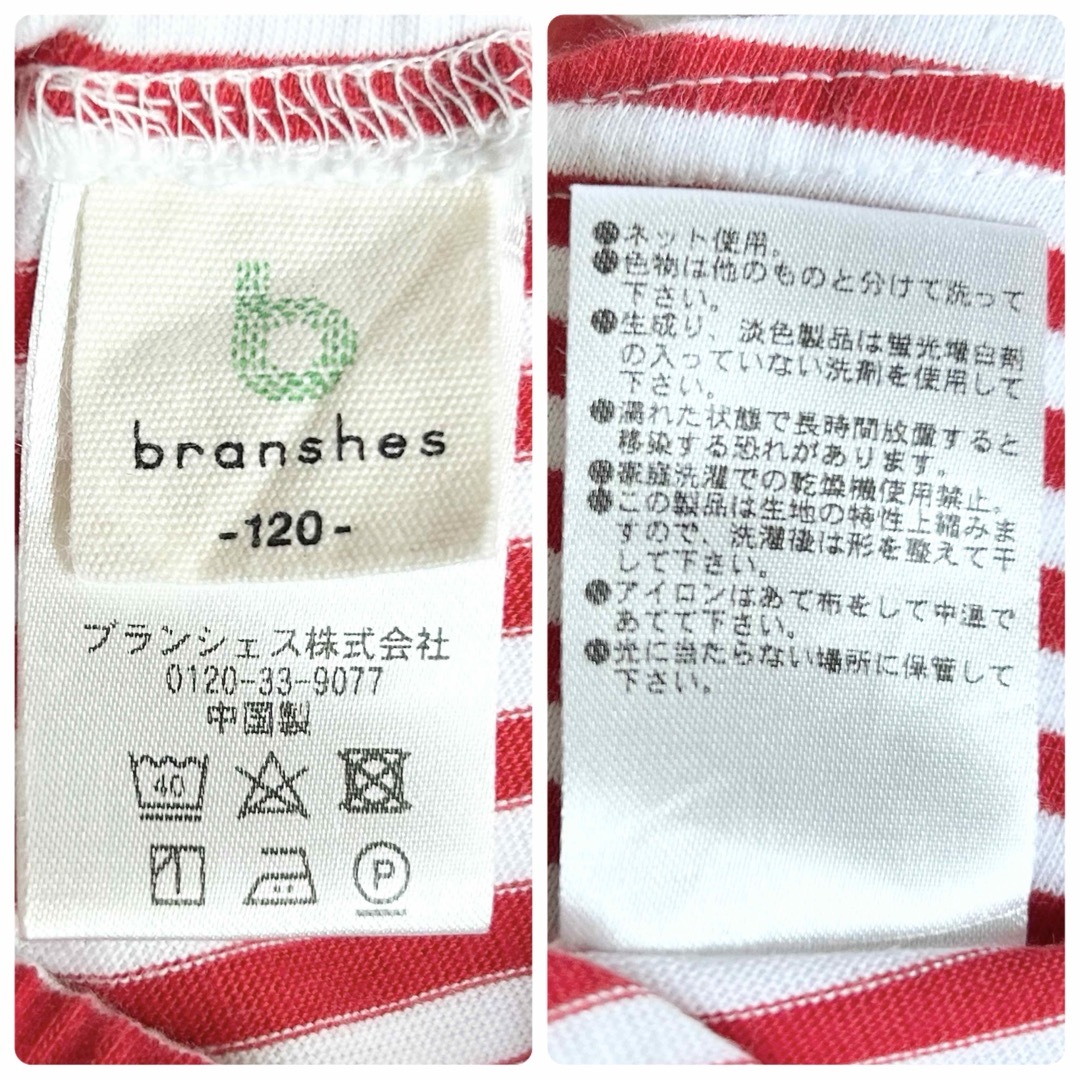 b
branshes
-120-
ブランシェス株式会社
0120-33-9077
中国製
40
P
●ネット使用。
●色物は他のものと分けて洗って
下さい。
●生成り、淡色製品は蛍光増白剤
の入っていない洗剤を使用して
下さい。
●濡れた状態で長時間放置すると
移染する恐れがあります。
●家庭洗濯での乾燥機使用禁止。
●この製品は生地の特性上縮みま
すので、洗濯後は形を整えて干
して下さい。
●アイロンはあて布をして中温で
あてて下さい。
●光に当たらない場所に保管して
下さい。